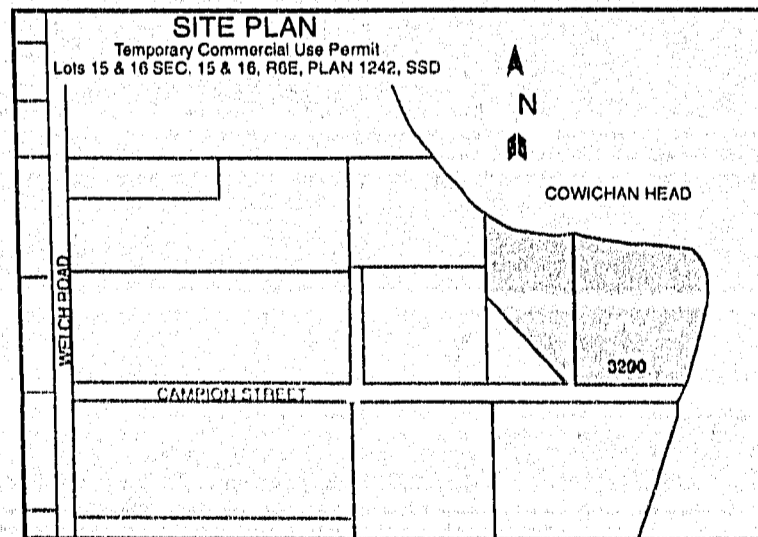 SITE PLAN
Temporary Commercial Use Permit
Lots 15 & 16 SEC. 15 & 16, R6E, PLAN 1242, SSD
N
COWICHAN HEAD
WELCH ROAD
3200
CAMPION STREET